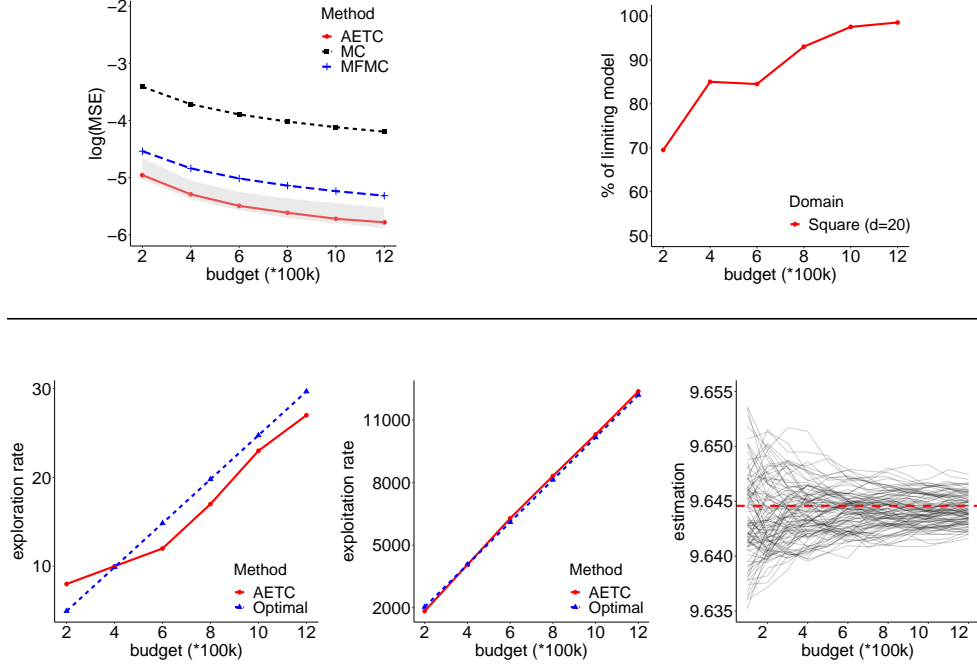 Method
AETC
MC
MFMC
log(MSE)
−2
−3
−4
−5
−6
2 4 6 8 10 12
budget (*100k)
% of limiting model
100
90
80
70
60
50
Domain
Square (d=20)
2 4 6 8 10 12
budget (*100k)
exploration rate
30
20
10
Method
AETC
Optimal
2 4 6 8 10 12
budget (*100k)
exploitation rate
11000
8000
5000
2000
Method
AETC
Optimal
2 4 6 8 10 12
budget (*100k)
estimation
9.655
9.650
9.645
9.640
9.635
2 4 6 8 10 12
budget (*100k)